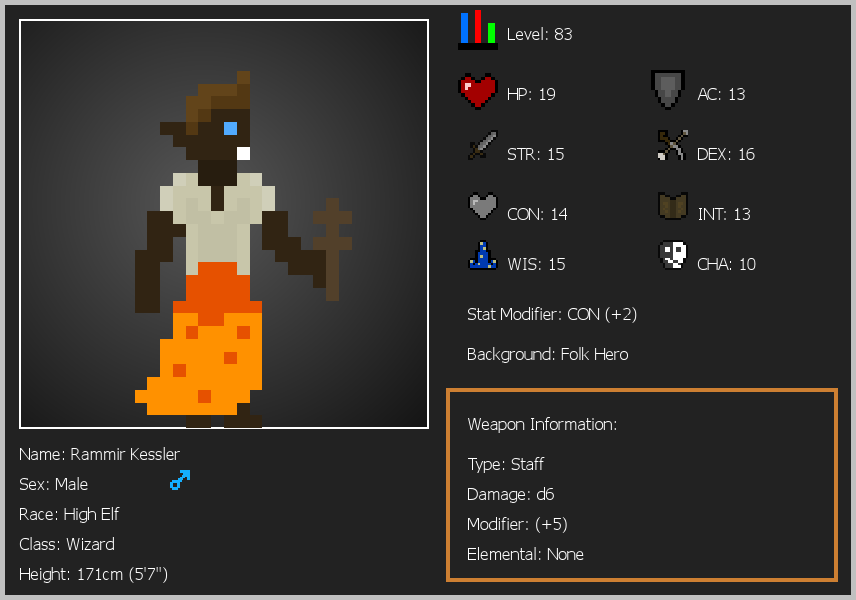 Level: 83
HP: 19
AC: 13
STR: 15
DEX: 16
CON: 14
INT: 13
WIS: 15
CHA: 10
Stat Modifier: CON (+2)
Background: Folk Hero
Weapon Information:
Type: Staff
Damage: d6
Modifier: (+5)
Elemental: None
Name: Rammir Kessler
Sex: Male
Race: High Elf
Class: Wizard
Height: 171cm (5'7")